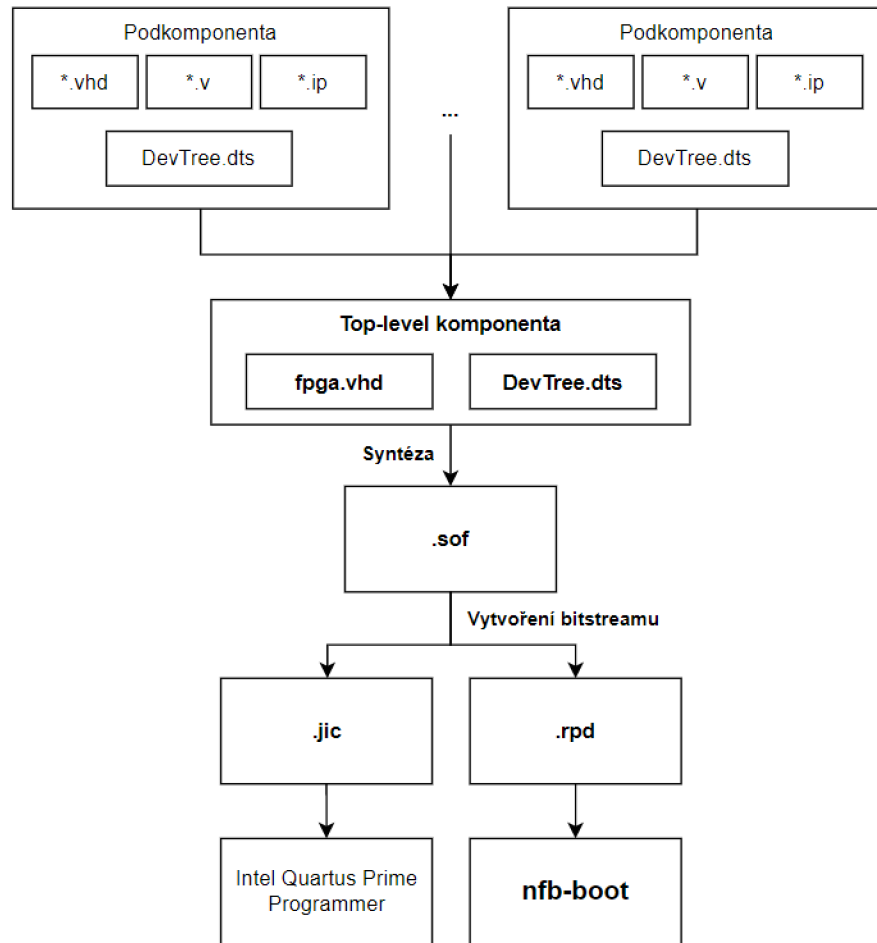 Podkomponenta
*.vhd
*.v
*.ip
DevTree.dts
...
Podkomponenta
*.vhd
*.v
*.ip
DevTree.dts
Top-level komponenta
fpga.vhd
DevTree.dts
Syntéza
.sof
Vytvoření bitstreamu
.jic
.rpd
Intel Quartus Prime
Programmer
nfb-boot